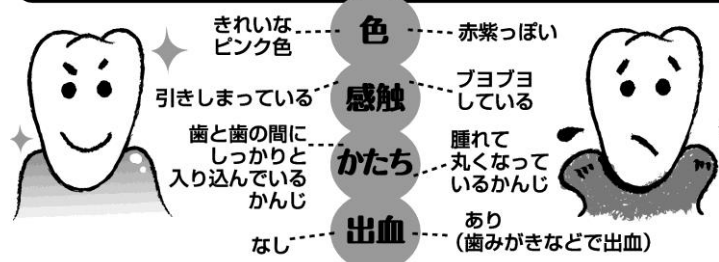 きれいな
ピンク色
色
赤紫っぽい
引きしまっている
感触
ブヨブヨ
している
歯と歯の間に
しっかりと
入り込んでいる
かんじ
かたち
腫れて
丸くなって
いるかんじ
なし
出血
あり
（歯みがきなどで出血）